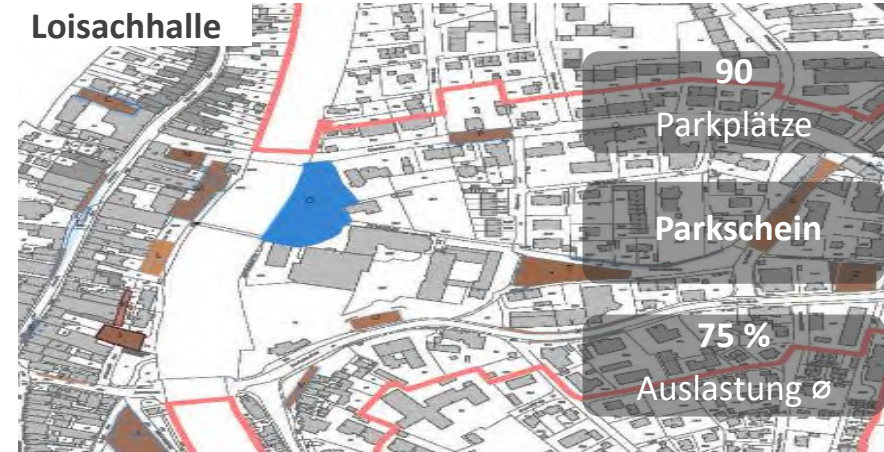 Loisachhalle
90
Parkplätze
Parkschein
75 %
Auslastung ø